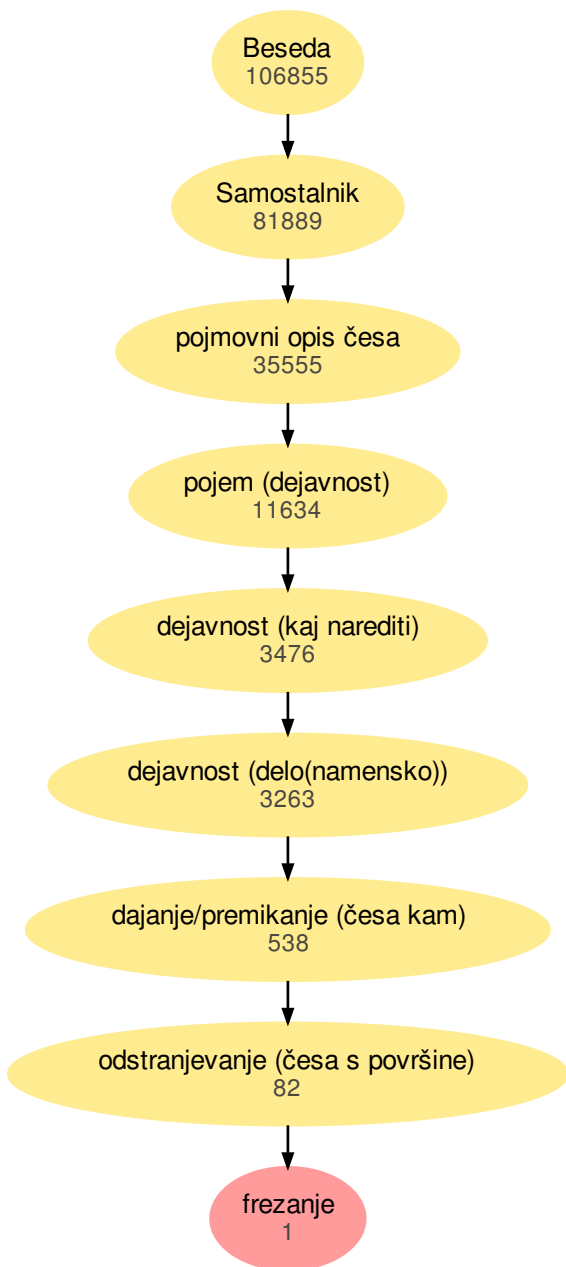 Beseda
106855
Samostalnik
81889
pojmovni opis česa
35555
pojem (dejavnost)
11634
dejavnost (kaj narediti)
3476
dejavnost (delo(namensko))
3263
dajanje/premikanje (česa kam)
538
odstranjevanje (česa s površine)
82
frezanje
1